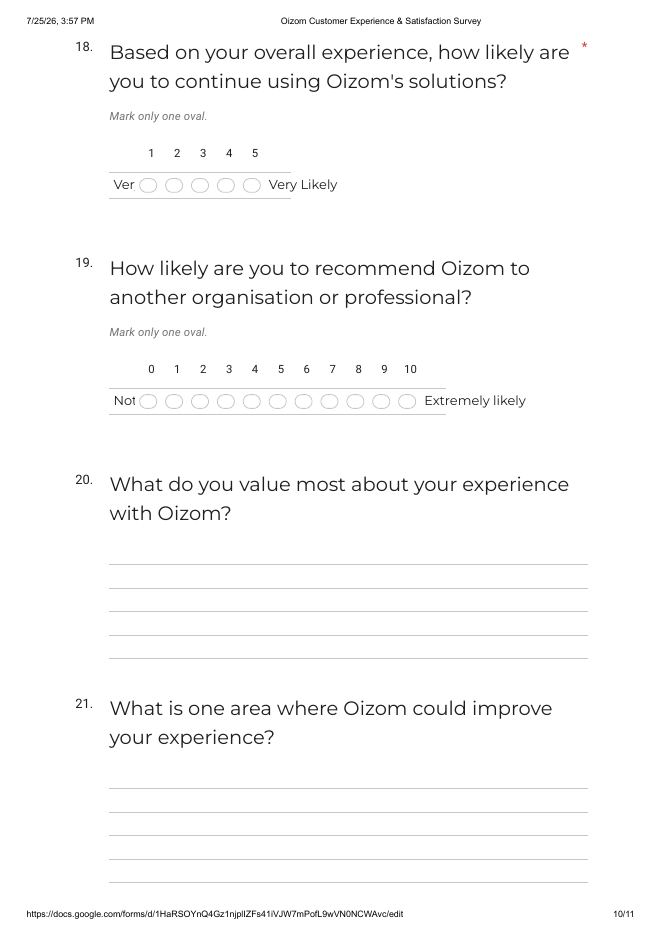 7/25/26, 3:57 PM Oizom Customer Experience & Satisfaction Survey
18. Based on your overall experience, how likely are *
you to continue using Oizom's solutions?
Mark only one oval.
1 2 3 4 5
Ver Very Likely
19. How likely are you to recommend Oizom to
another organisation or professional?
Mark only one oval.
0 1 2 3 4 5 6 7 8 9 10
Not Extremely likely
20. What do you value most about your experience
with Oizom?
21. What is one area where Oizom could improve
your experience?
https://docs.google.com/forms/d/1HaRSOYnQ4Gz1njpIlZFs41iVJW7mPofL9wVN0NCWAvc/edit 10/11